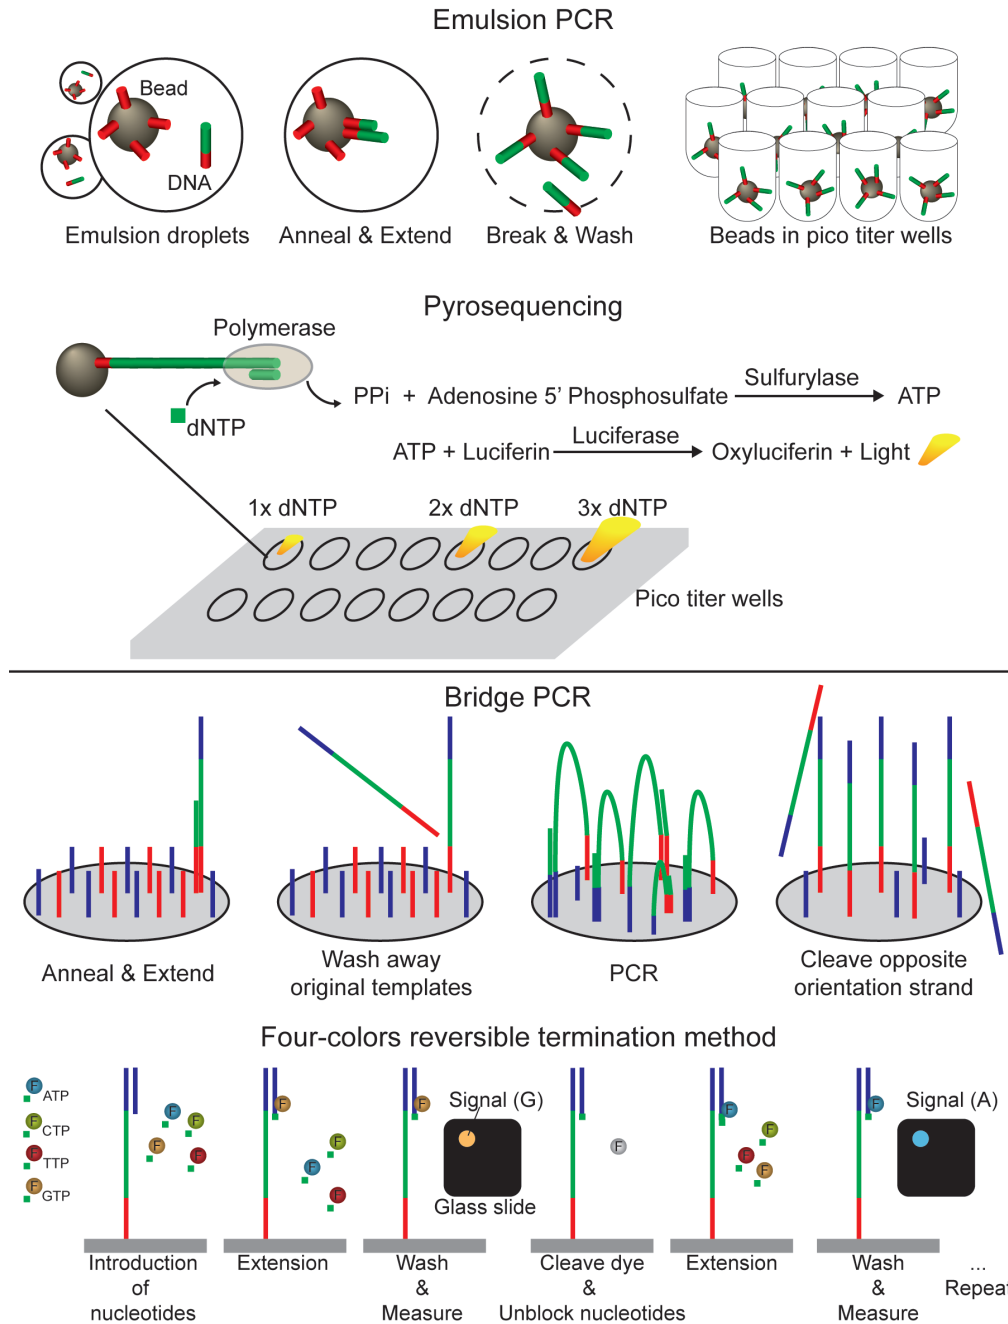 Emulsion PCR
Bead
DNA
Emulsion droplets
Anneal & Extend
Break & Wash
Beads in pico titer wells
Pyrosequencing
Polymerase
dNTP
PPi + Adenosine 5’ Phosphosulfate
Sulfurylase
ATP
ATP + Luciferin
Luciferase
Oxyluciferin + Light
1x dNTP
2x dNTP
3x dNTP
Pico titer wells
Bridge PCR
Anneal & Extend
Wash away
original templates
PCR
Cleave opposite
orientation strand
Four-colors reversible termination method
F ATP
F CTP
F TTP
F GTP
F
F
F
F
F
F
F
F
F
Signal (G)
Glass slide
F
F
F
F
F
F
Signal (A)
Introduction
of
nucleotides
Extension
Wash
&
Measure
Cleave dye
&
Unblock nucleotides
Extension
Wash
&
Measure
...
Repeat